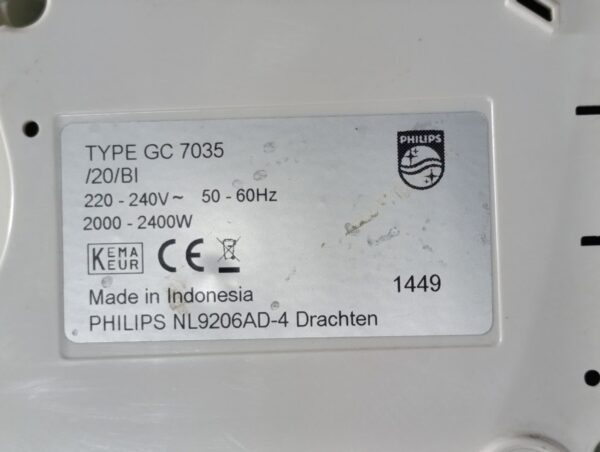 PHILIPS
TYPE GC 7035
/20/BI
220 - 240V~ 50 - 60Hz
2000 - 2400W
KEMA
KEUR
CE
1449
Made in Indonesia
PHILIPS NL9206AD-4 Drachten